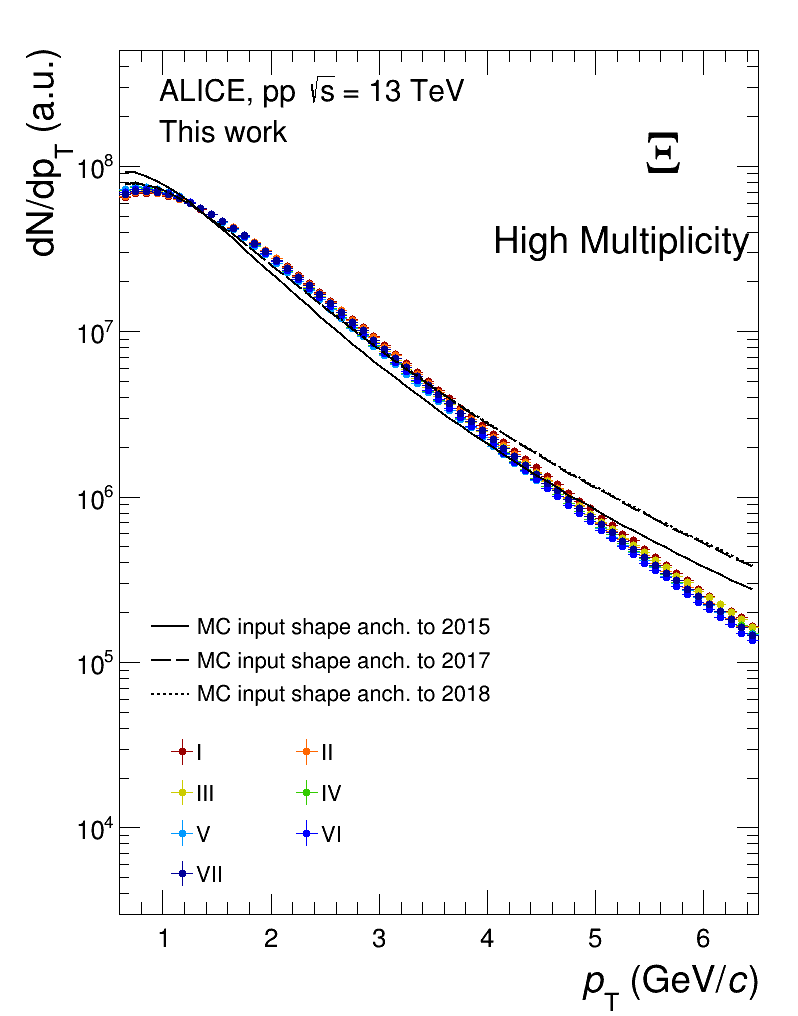 ALICE, pp √s = 13 TeV
This work
Ξ
High Multiplicity
dN/dp_T (a.u.)
10^8
10^7
10^6
10^5
10^4
MC input shape anch. to 2015
MC input shape anch. to 2017
MC input shape anch. to 2018
I II
III IV
V VI
VII
1 2 3 4 5 6
p_T (GeV/c)